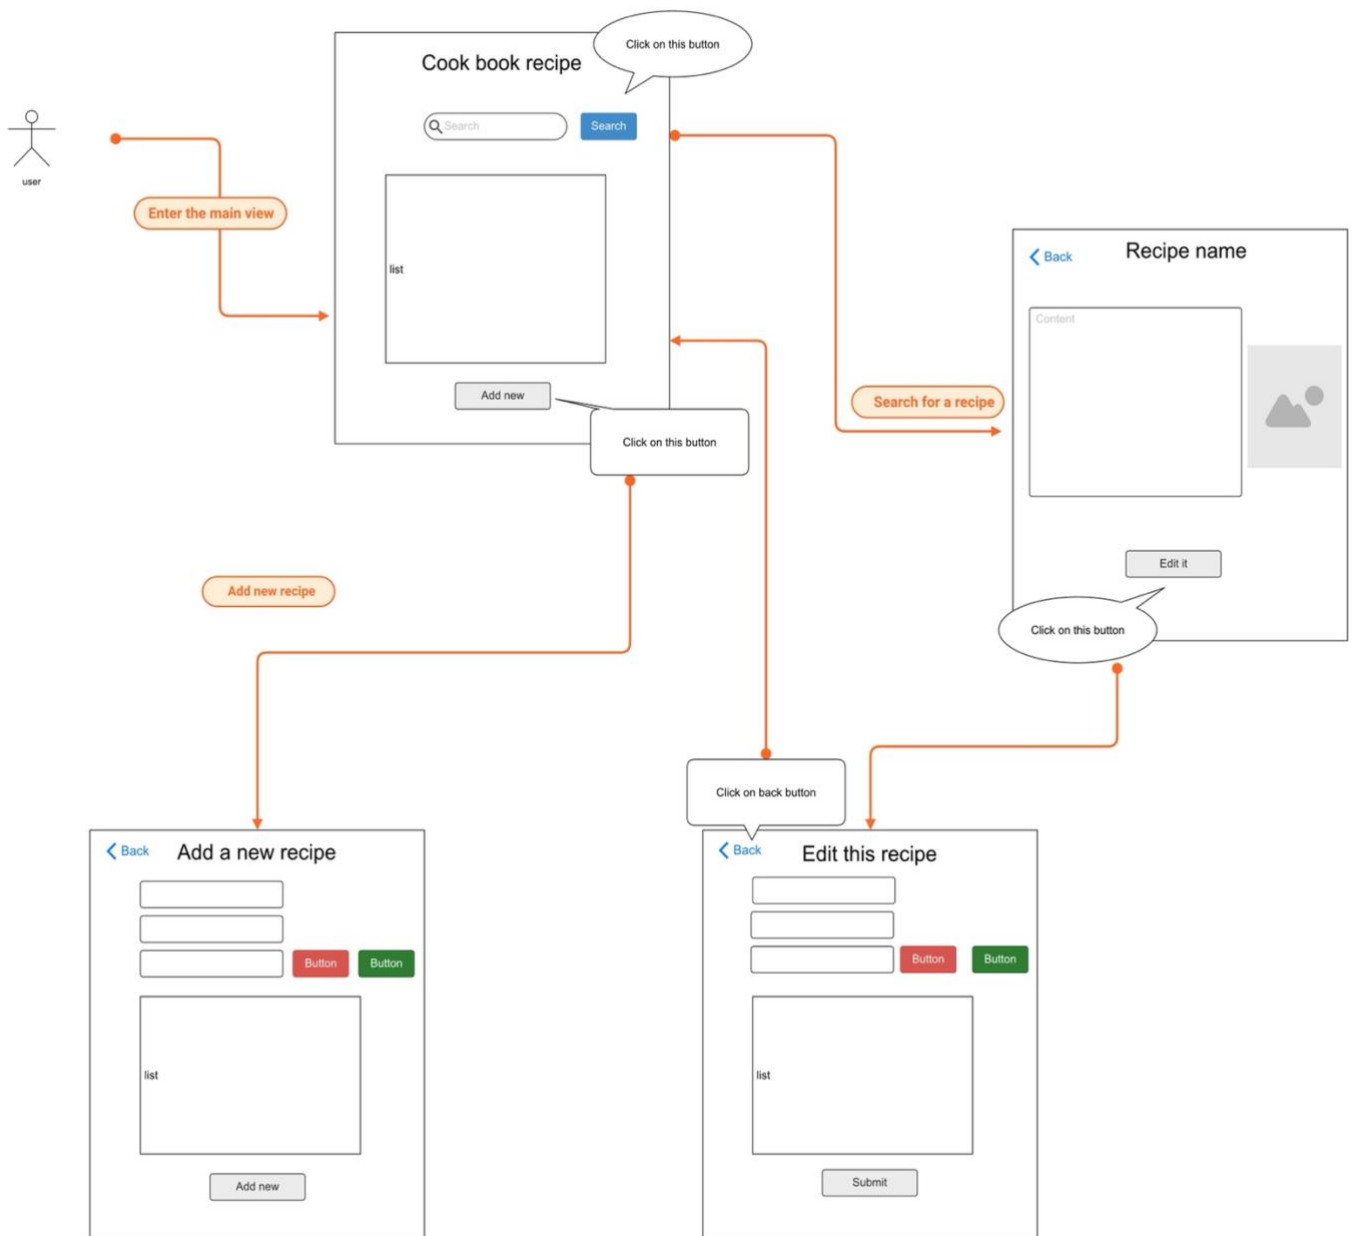 Click on this button
Cook book recipe
Search
Search
user
Enter the main view
list
Add new
Click on this button
Back
Recipe name
Content
Search for a recipe
Edit it
Click on this button
Add new recipe
Click on back button
Back
Add a new recipe
Button
Button
list
Add new
Back
Edit this recipe
Button
Button
list
Submit